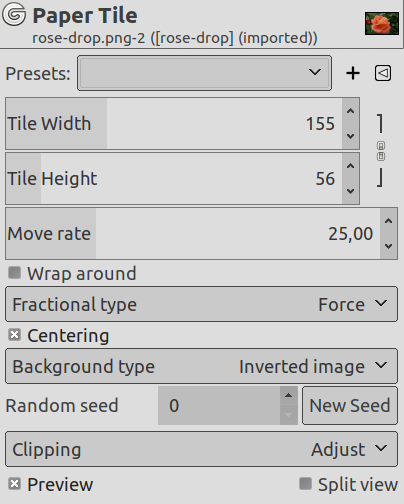 Paper Tile
rose-drop.png-2 ([rose-drop] (imported))
Presets:
Tile Width 155
Tile Height 56
Move rate 25,00
Wrap around
Fractional type Force
Centering
Background type Inverted image
Random seed 0 New Seed
Clipping Adjust
Preview Split view